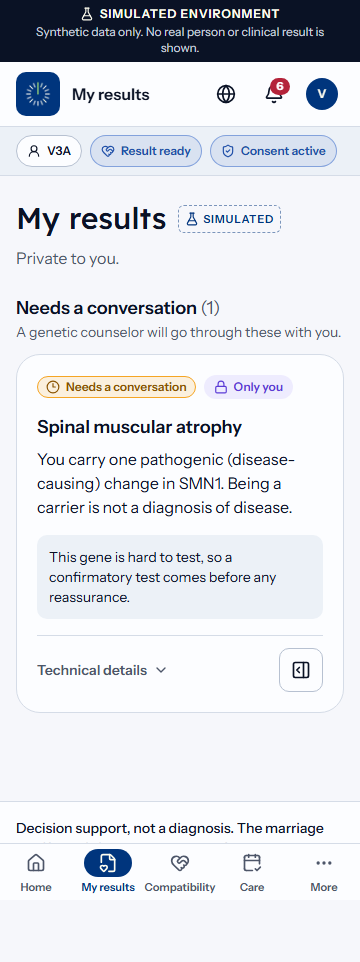 SIMULATED ENVIRONMENT
Synthetic data only. No real person or clinical result is
shown.
My results
6
V
V3A
Result ready
Consent active
My results
SIMULATED
Private to you.
Needs a conversation (1)
A genetic counselor will go through these with you.
Needs a conversation
Only you
Spinal muscular atrophy
You carry one pathogenic (disease-
causing) change in SMN1. Being a
carrier is not a diagnosis of disease.
This gene is hard to test, so a
confirmatory test comes before any
reassurance.
Technical details
Decision support, not a diagnosis. The marriage
Home
My results
Compatibility
Care
More